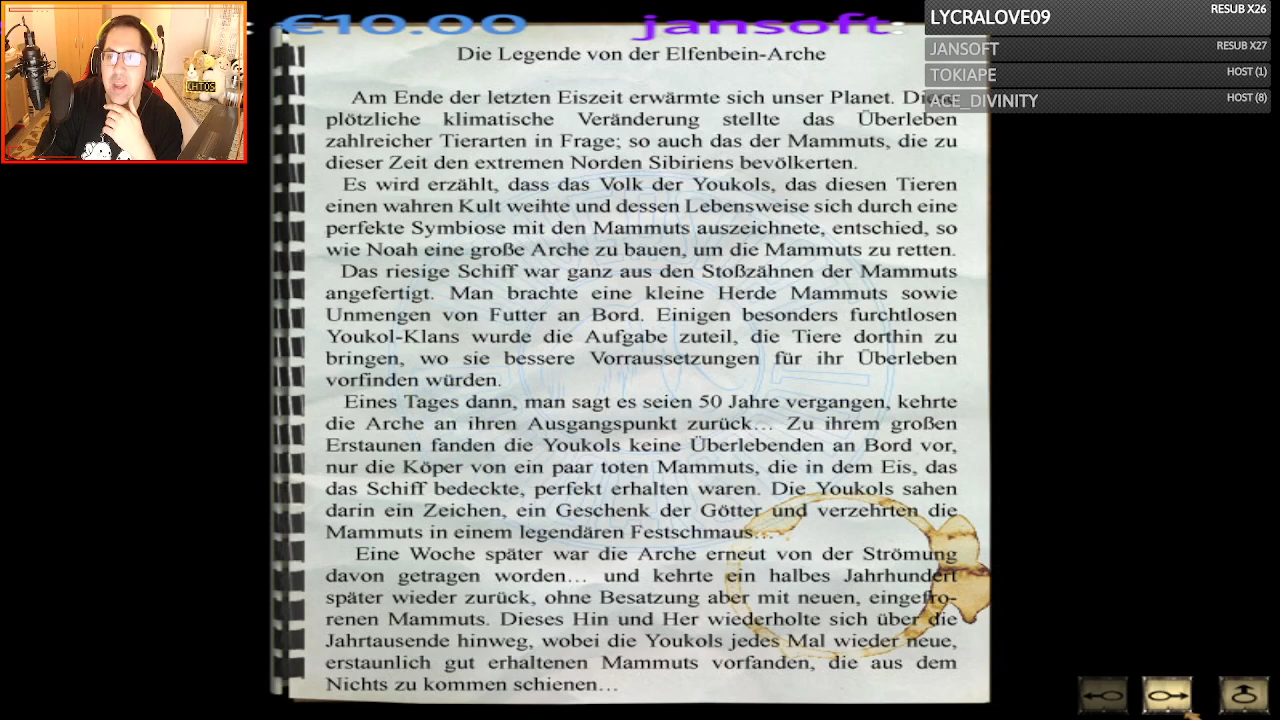 : €10.00 jansoft :
LYCRALOVE09 RESUB X26
JANSOFT RESUB X27
TOKIAPE HOST (1)
ACE_DIVINITY HOST (8)
CHTOS
Die Legende von der Elfenbein-Arche
Am Ende der letzten Eiszeit erwärmte sich unser Planet.
plötzliche klimatische Veränderung stellte das Überleben
zahlreicher Tierarten in Frage; so auch das der Mammuts, die zu
dieser Zeit den extremen Norden Sibiriens bevölkerten.
Es wird erzählt, dass das Volk der Youkols, das diesen Tieren
einen wahren Kult weihte und dessen Lebensweise sich durch eine
perfekte Symbiose mit den Mammuts auszeichnete, entschied, so
wie Noah eine große Arche zu bauen, um die Mammuts zu retten.
Das riesige Schiff war ganz aus den Stoßzähnen der Mammuts
angefertigt. Man brachte eine kleine Herde Mammuts sowie
Unmengen von Futter an Bord. Einigen besonders furchtlosen
Youkol-Klans wurde die Aufgabe zuteil, die Tiere dorthin zu
bringen, wo sie bessere Vorraussetzungen für ihr Überleben
vorfinden würden.
Eines Tages dann, man sagt es seien 50 Jahre vergangen, kehrte
die Arche an ihren Ausgangspunkt zurück... Zu ihrem großen
Erstaunen fanden die Youkols keine Überlebenden an Bord vor,
nur die Köper von ein paar toten Mammuts, die in dem Eis, das
das Schiff bedeckte, perfekt erhalten waren. Die Youkols sahen
darin ein Zeichen, ein Geschenk der Götter und verzehrten die
Mammuts in einem legendären Festschmaus...
Eine Woche später war die Arche erneut von der Strömung
davon getragen worden... und kehrte ein halbes Jahrhundert
später wieder zurück, ohne Besatzung aber mit neuen, eingefro-
renen Mammuts. Dieses Hin und Her wiederholte sich über die
Jahrtausende hinweg, wobei die Youkols jedes Mal wieder neue,
erstaunlich gut erhaltenen Mammuts vorfanden, die aus dem
Nichts zu kommen schienen...